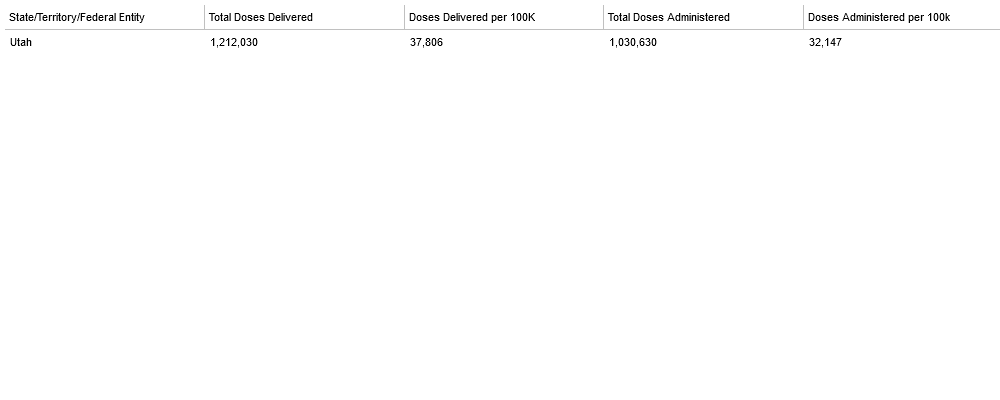 State/Territory/Federal Entity Total Doses Delivered Doses Delivered per 100K Total Doses Administered Doses Administered per 100k
Utah 1,212,030 37,806 1,030,630 32,147